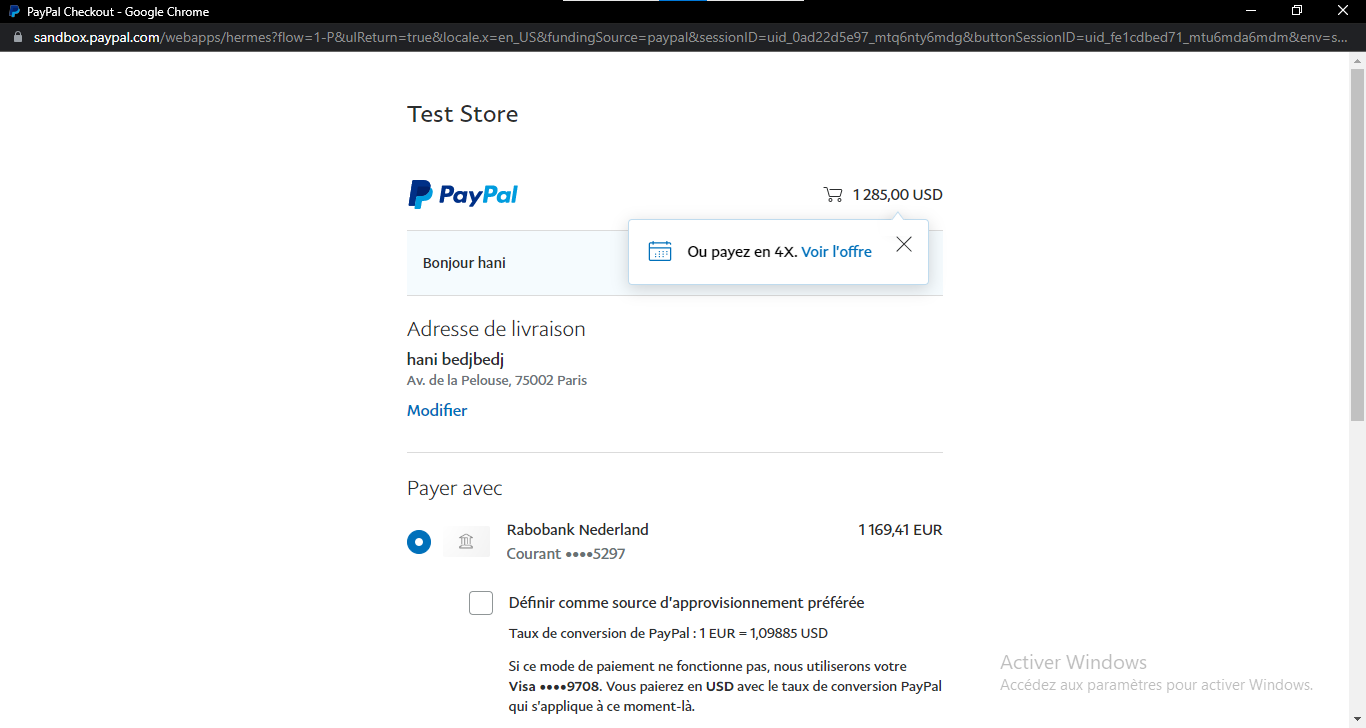 PayPal Checkout - Google Chrome
sandbox.paypal.com/webapps/hermes?flow=1-P&ulReturn=true&locale.x=en_US&fundingSource=paypal&sessionID=uid_0ad22d5e97_mtq6nty6mdg&buttonSessionID=uid_fe1cdbed71_mtu6mda6mdm&env=s...
Test Store
PayPal 1 285,00 USD
Ou payez en 4X. Voir l'offre
Bonjour hani
Adresse de livraison
hani bedjbedj
Av. de la Pelouse, 75002 Paris
Modifier
Payer avec
Rabobank Nederland 1 169,41 EUR
Courant ••••5297
Définir comme source d'approvisionnement préférée
Taux de conversion de PayPal : 1 EUR = 1,09885 USD
Si ce mode de paiement ne fonctionne pas, nous utiliserons votre
Visa ••••9708. Vous paierez en USD avec le taux de conversion PayPal
qui s'applique à ce moment-là.
Activer Windows
Accédez aux paramètres pour activer Windows.